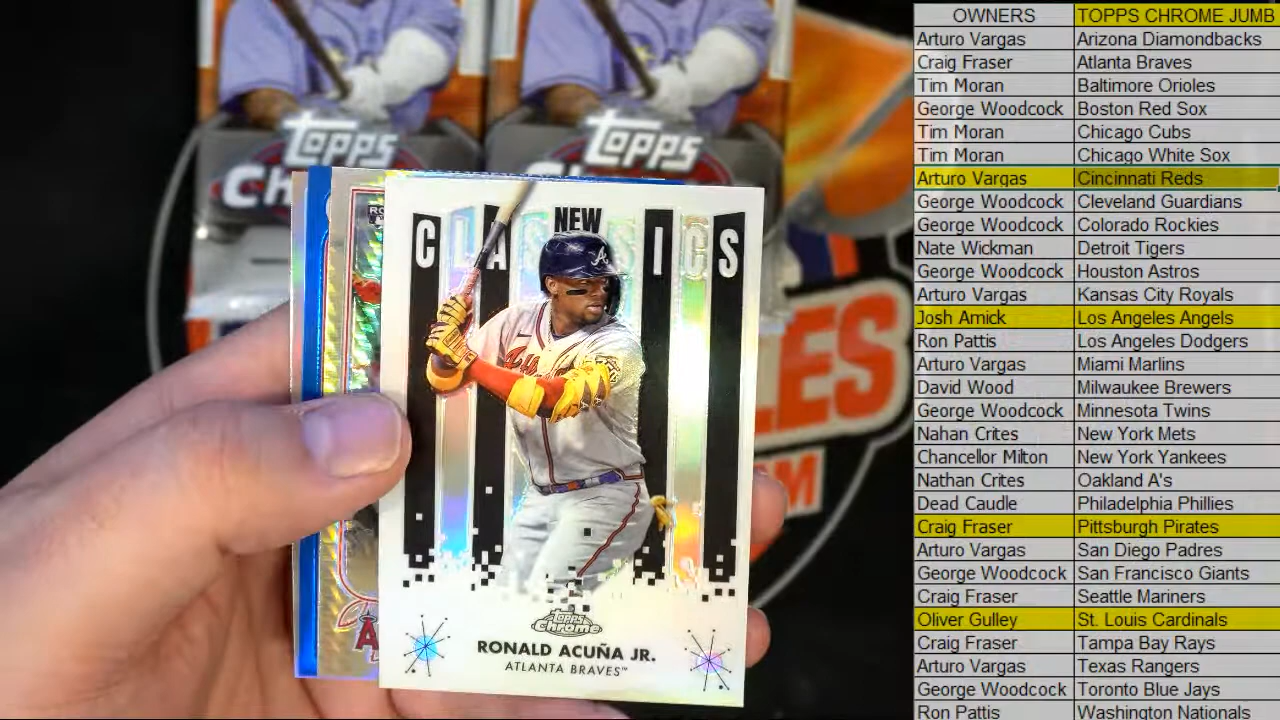 topps
topps
Ch
NEW
CLASSICS
A
Topps
Chrome
RONALD ACUÑA JR.
ATLANTA BRAVES™
LES
AM
OWNERS TOPPS CHROME JUMB
Arturo Vargas Arizona Diamondbacks
Craig Fraser Atlanta Braves
Tim Moran Baltimore Orioles
George Woodcock Boston Red Sox
Tim Moran Chicago Cubs
Tim Moran Chicago White Sox
Arturo Vargas Cincinnati Reds
George Woodcock Cleveland Guardians
George Woodcock Colorado Rockies
Nate Wickman Detroit Tigers
George Woodcock Houston Astros
Arturo Vargas Kansas City Royals
Josh Amick Los Angeles Angels
Ron Pattis Los Angeles Dodgers
Arturo Vargas Miami Marlins
David Wood Milwaukee Brewers
George Woodcock Minnesota Twins
Nahan Crites New York Mets
Chancellor Milton New York Yankees
Nathan Crites Oakland A's
Dead Caudle Philadelphia Phillies
Craig Fraser Pittsburgh Pirates
Arturo Vargas San Diego Padres
George Woodcock San Francisco Giants
Craig Fraser Seattle Mariners
Oliver Gulley St. Louis Cardinals
Craig Fraser Tampa Bay Rays
Arturo Vargas Texas Rangers
George Woodcock Toronto Blue Jays
Ron Pattis Washington Nationals